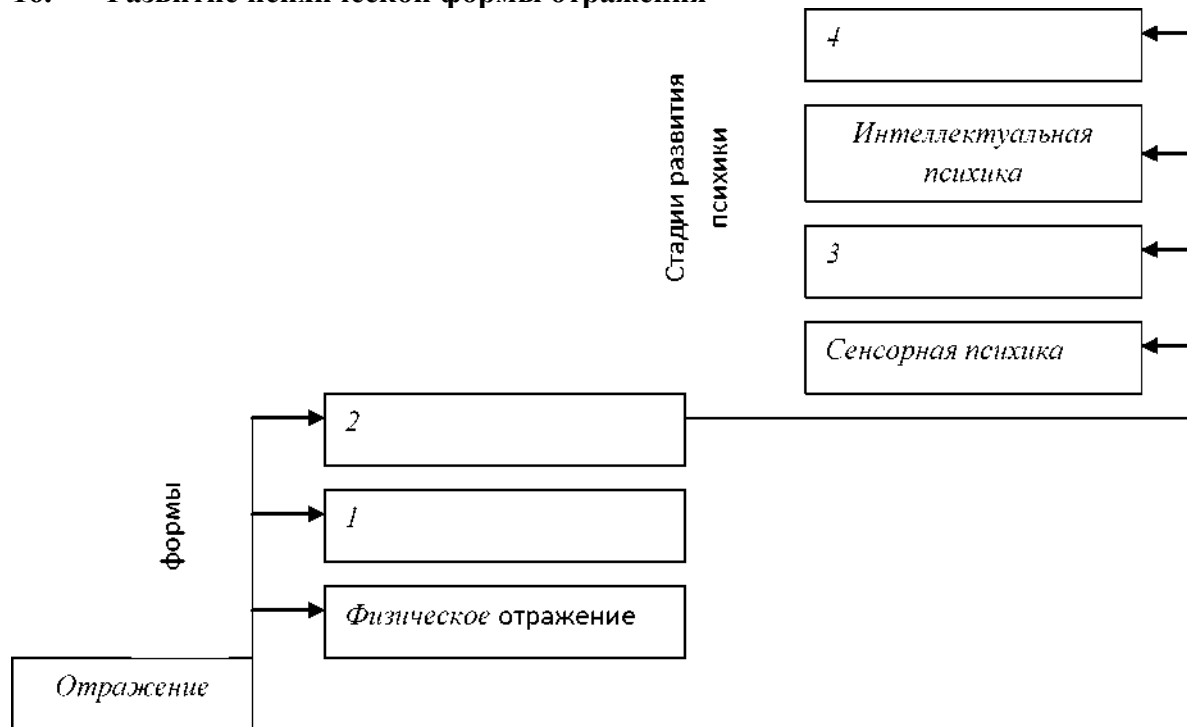 16. Развитие психической формы отражения
4
Стадии развития
психики
Интеллектуальная
психика
3
Сенсорная психика
2
формы
1
Физическое отражение
Отражение